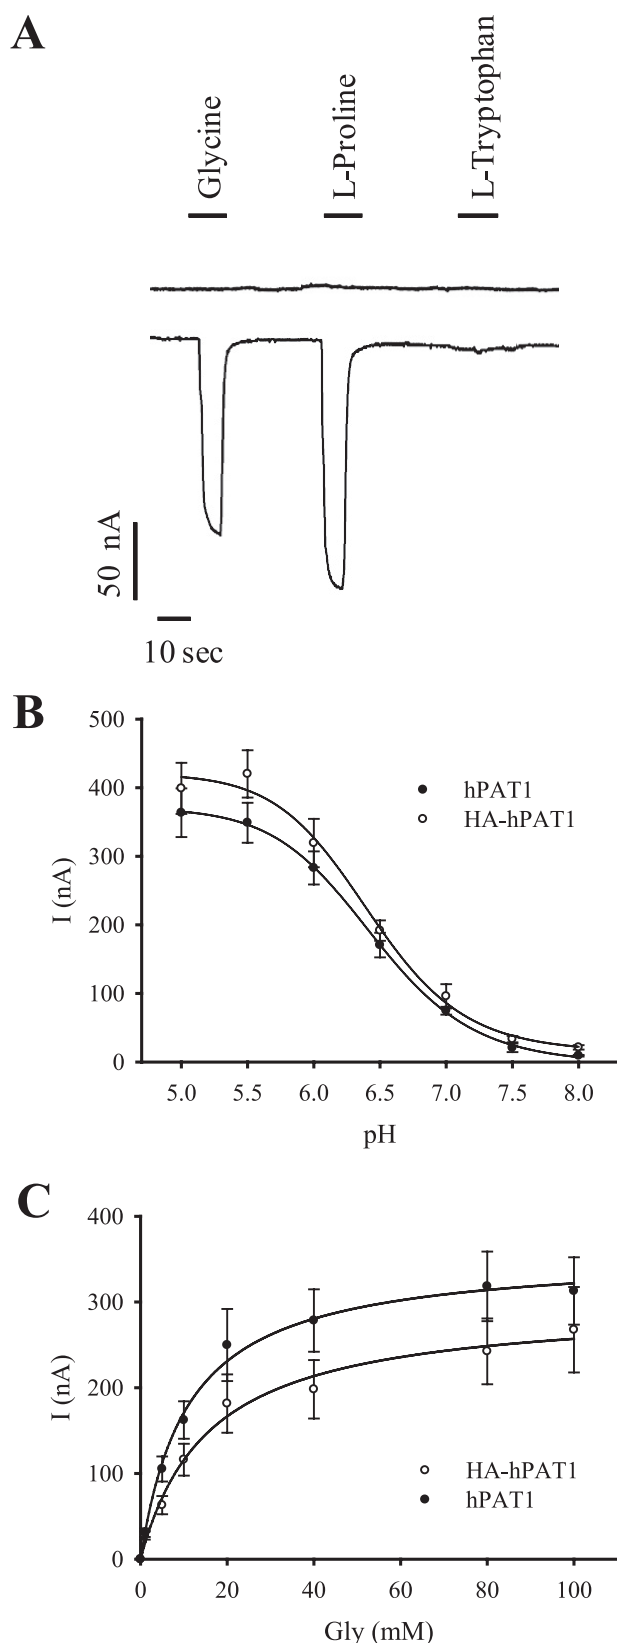 A
Glycine
L-Proline
L-Tryptophan
50 nA
10 sec
B
500
400
300
200
100
0
I (nA)
hPAT1
HA-hPAT1
5.0 5.5 6.0 6.5 7.0 7.5 8.0
pH
C
400
300
200
100
0
I (nA)
HA-hPAT1
hPAT1
0 20 40 60 80 100
Gly (mM)